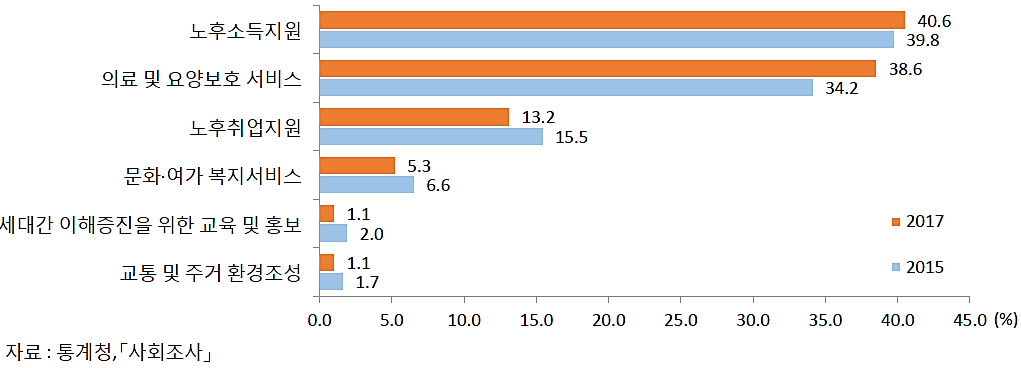 노후소득지원
40.6
39.8
의료 및 요양보호 서비스
38.6
34.2
노후취업지원
13.2
15.5
문화·여가 복지서비스
5.3
6.6
세대간 이해증진을 위한 교육 및 홍보
1.1
2.0
교통 및 주거 환경조성
1.1
1.7
2017
2015
0.0 5.0 10.0 15.0 20.0 25.0 30.0 35.0 40.0 45.0 (%)
자료 : 통계청,「사회조사」